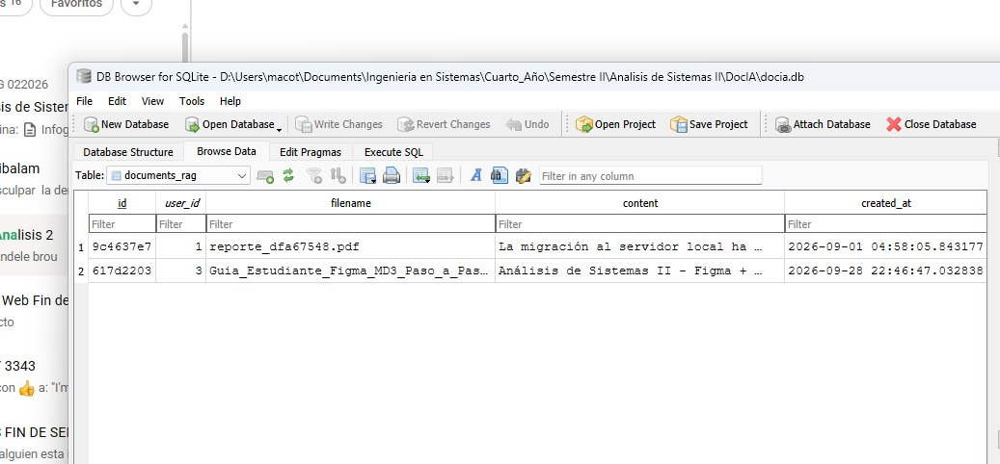 s 16
Favoritos
G 022026
sis de Sister
ina: Infog
ibalam
sculpar la de
Analisis 2
ndele brou
Web Fin de
cto
3343
con 👍 a: "I'm
FIN DE SE
alguien esta i
DB Browser for SQLite - D:\Users\macot\Documents\Ingenieria en Sistemas\Cuarto_Año\Semestre II\Analisis de Sistemas II\DocIA\docia.db
File Edit View Tools Help
New Database Open Database Write Changes Revert Changes Undo Open Project Save Project Attach Database Close Database
Database Structure Browse Data Edit Pragmas Execute SQL
Table: documents_rag Filter in any column
id user_id filename content created_at
Filter Filter Filter Filter Filter
1 9c4637e7 1 reporte_dfa67548.pdf La migración al servidor local ha … 2026-09-01 04:58:05.843177
2 617d2203 3 Guia_Estudiante_Figma_MD3_Paso_a_Pas… Análisis de Sistemas II - Figma + … 2026-09-28 22:46:47.032838